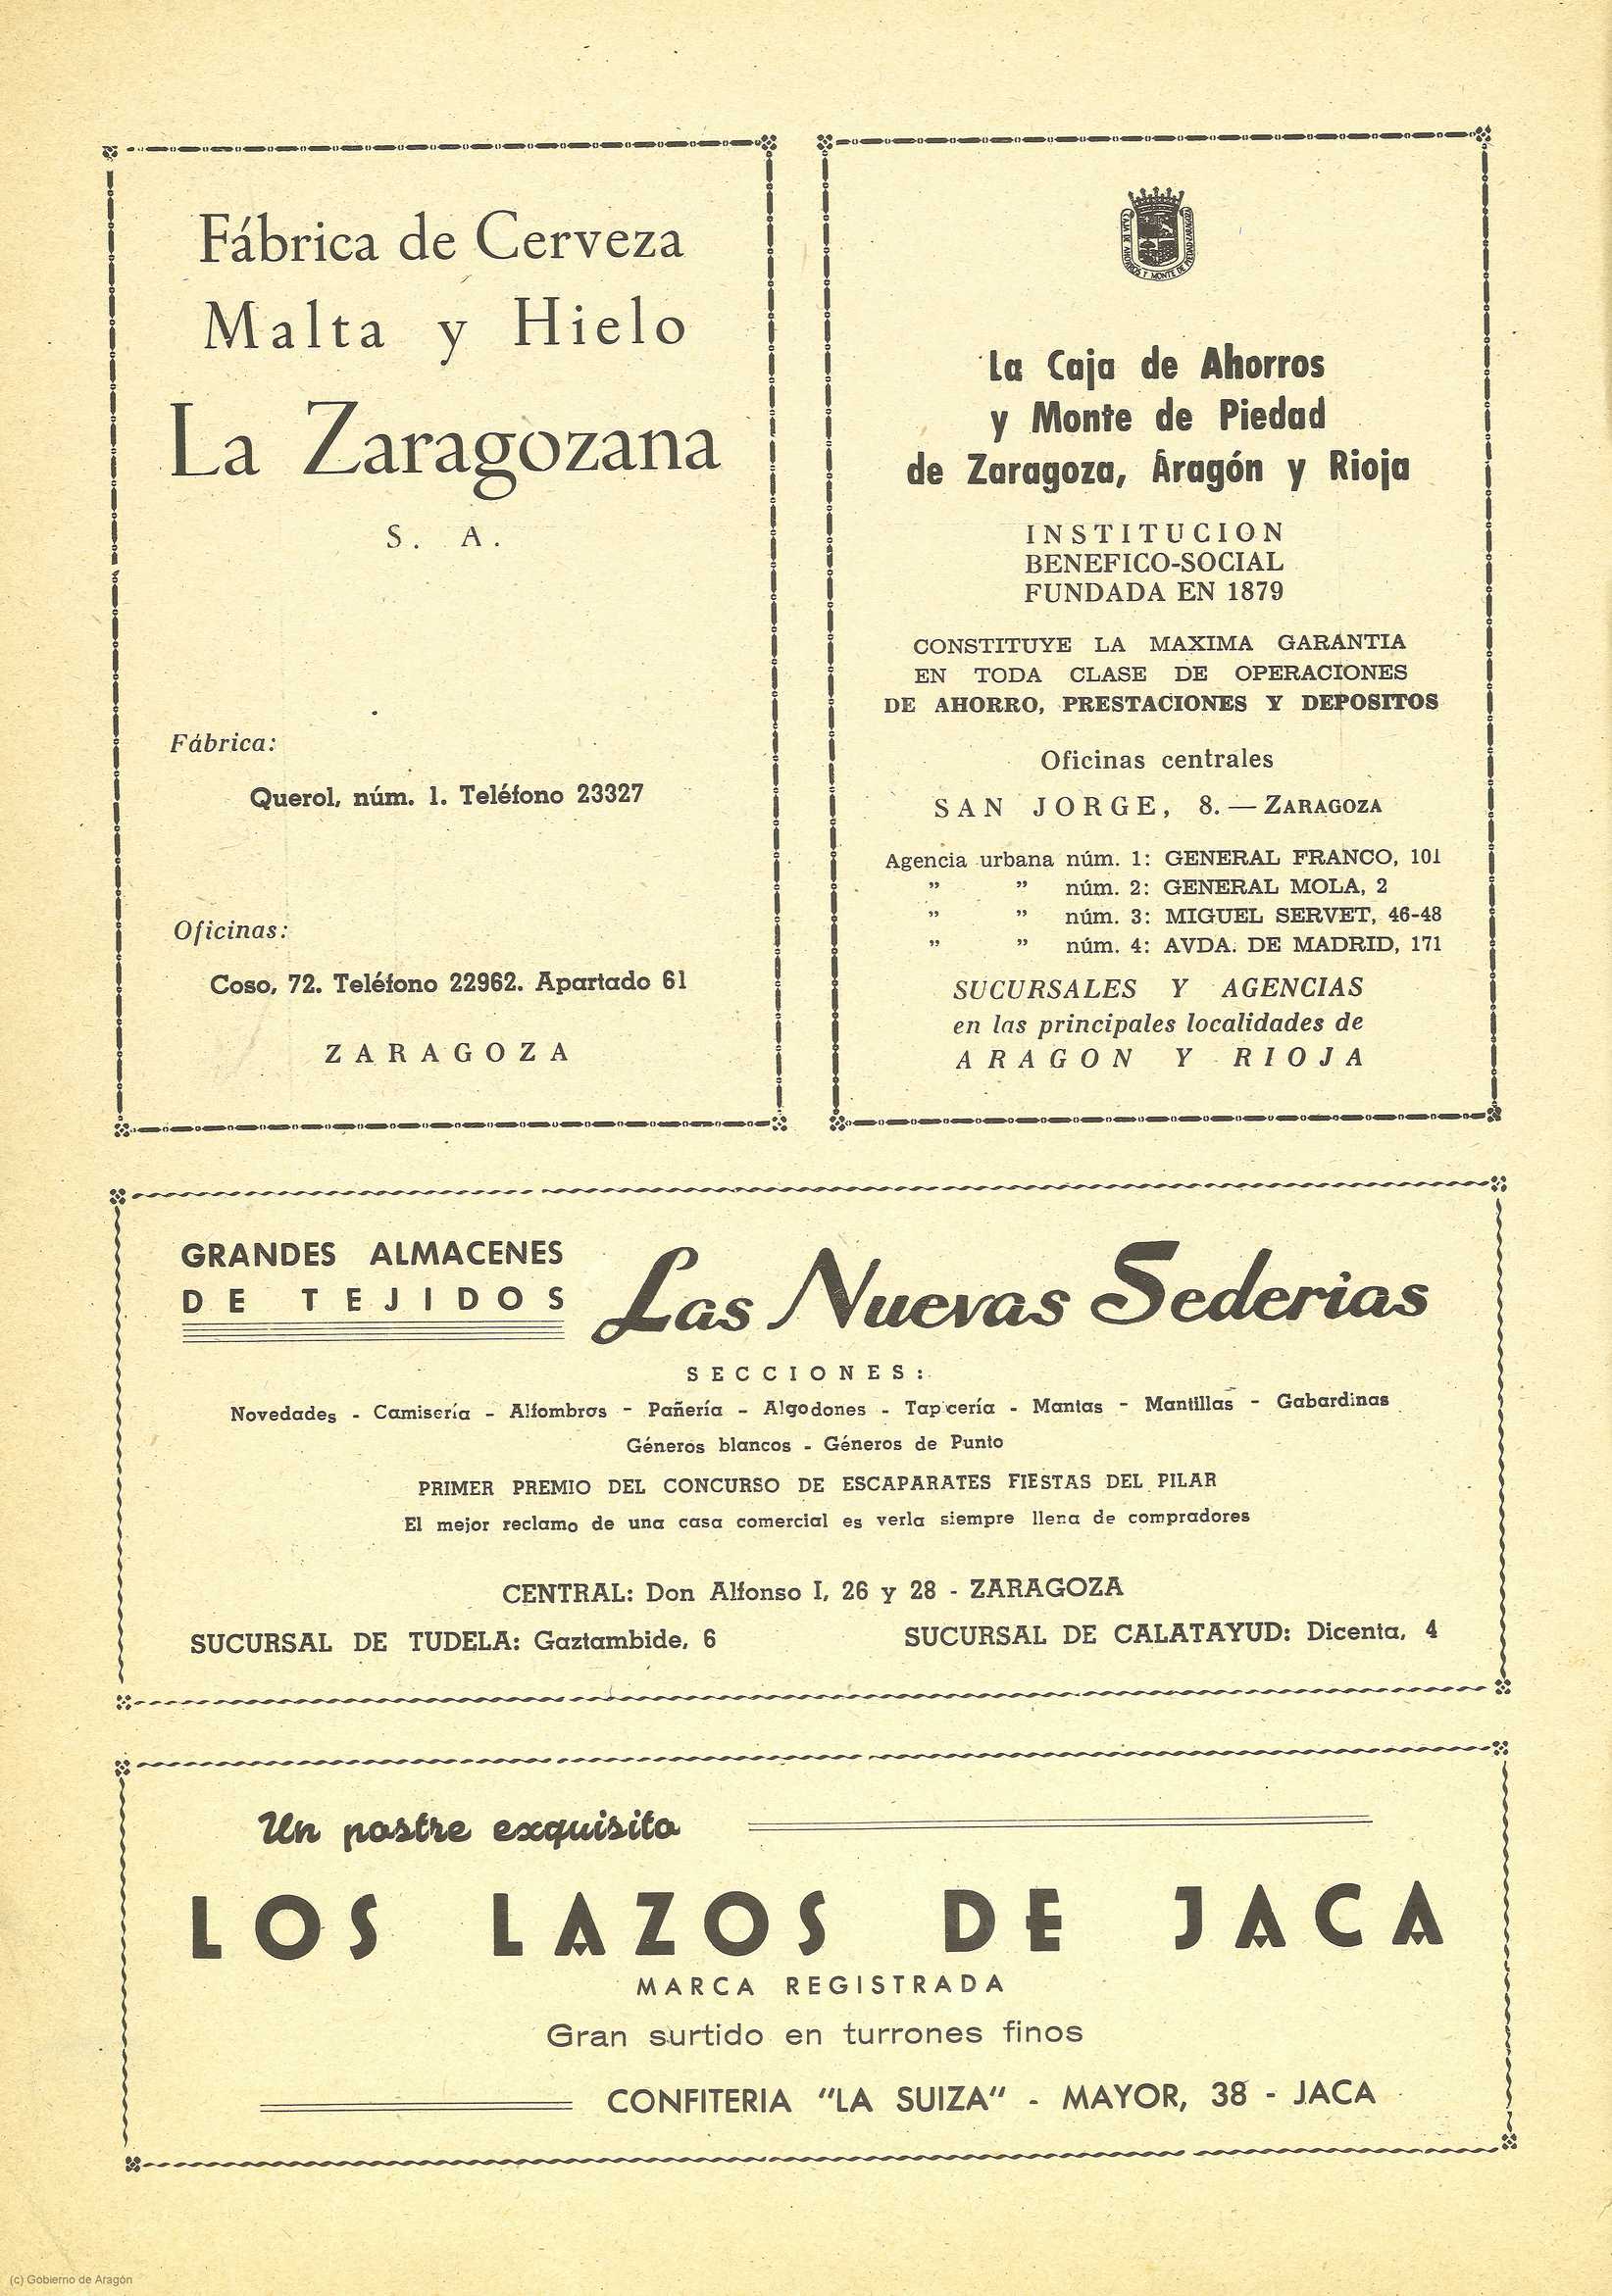 Fábrica de Cerveza
Malta y Hielo
La Zaragozana
S. A.
Fábrica:
Querol, núm. 1. Teléfono 23327
Oficinas:
Coso, 72. Teléfono 22962. Apartado 61
ZARAGOZA
CAJA DE AHORROS Y MONTE DE PIEDAD ZARAGOZA
La Caja de Ahorros
y Monte de Piedad
de Zaragoza, Aragón y Rioja
INSTITUCION
BENEFICO-SOCIAL
FUNDADA EN 1879
CONSTITUYE LA MAXIMA GARANTIA
EN TODA CLASE DE OPERACIONES
DE AHORRO, PRESTACIONES Y DEPOSITOS
Oficinas centrales
SAN JORGE, 8. — ZARAGOZA
Agencia urbana núm. 1: GENERAL FRANCO, 101
” ” núm. 2: GENERAL MOLA, 2
” ” núm. 3: MIGUEL SERVET, 46-48
” ” núm. 4: AVDA. DE MADRID, 171
SUCURSALES Y AGENCIAS
en las principales localidades de
ARAGON Y RIOJA
GRANDES ALMACENES
DE TEJIDOS
Las Nuevas Sederias
SECCIONES:
Novedades - Camisería - Alfombros - Pañería - Algodones - Tapicería - Mantas - Mantillas - Gabardinas
Géneros blancos - Géneros de Punto
PRIMER PREMIO DEL CONCURSO DE ESCAPARATES FIESTAS DEL PILAR
El mejor reclamo de una casa comercial es verla siempre llena de compradores
CENTRAL: Don Alfonso I, 26 y 28 - ZARAGOZA
SUCURSAL DE TUDELA: Gaztambide, 6
SUCURSAL DE CALATAYUD: Dicenta, 4
Un postre exquisito
LOS LAZOS DE JACA
MARCA REGISTRADA
Gran surtido en turrones finos
CONFITERIA “LA SUIZA“ - MAYOR, 38 - JACA
(c) Gobierno de Aragón